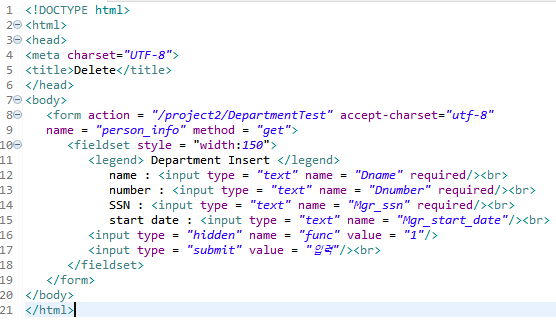 1 <!DOCTYPE html>
2 <html>
3 <head>
4 <meta charset="UTF-8">
5 <title>Delete</title>
6 </head>
7 <body>
8 <form action = "/project2/DepartmentTest" accept-charset="utf-8"
9 name = "person_info" method = "get">
10 <fieldset style = "width:150">
11 <legend> Department Insert </legend>
12 name : <input type = "text" name = "Dname" required/><br>
13 number : <input type = "text" name = "Dnumber" required/><br>
14 SSN : <input type = "text" name = "Mgr_ssn" required/><br>
15 start date : <input type = "text" name = "Mgr_start_date"/><br>
16 <input type = "hidden" name = "func" value = "1"/>
17 <input type = "submit" value = "입력"/><br>
18 </fieldset>
19 </form>
20 </body>
21 </html>